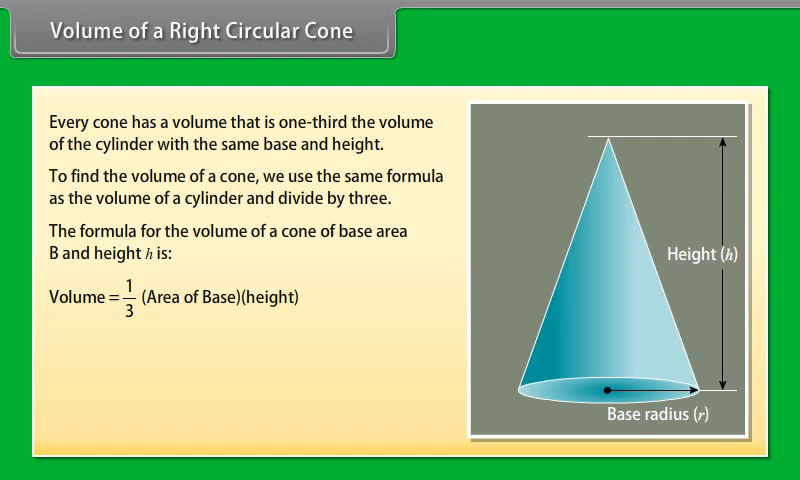 Volume of a Right Circular Cone
Every cone has a volume that is one-third the volume
of the cylinder with the same base and height.
To find the volume of a cone, we use the same formula
as the volume of a cylinder and divide by three.
The formula for the volume of a cone of base area
B and height h is:
Volume = 1/3 (Area of Base)(height)
Height (h)
Base radius (r)